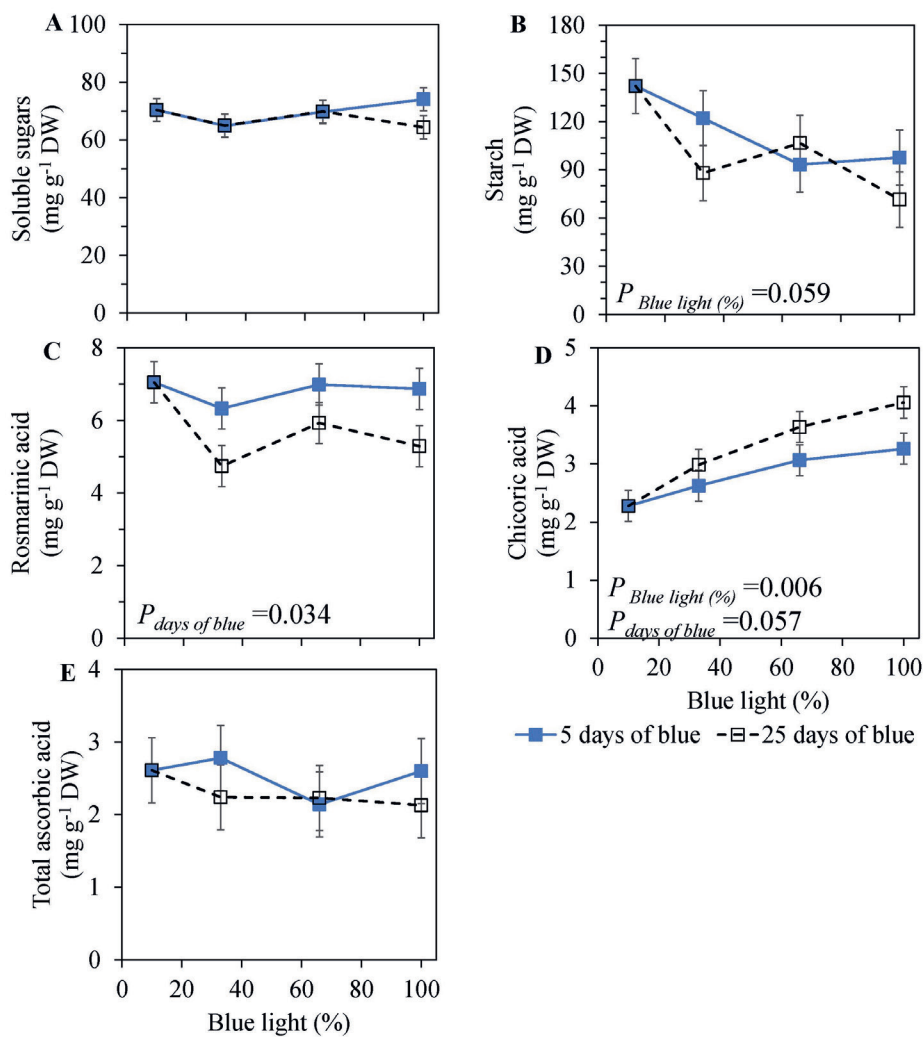 A
Soluble sugars
(mg g-1 DW)
100
80
60
40
20
0
B
Starch
(mg g-1 DW)
180
150
120
90
60
30
0
P Blue light (%) =0.059
C
Rosmarinic acid
(mg g-1 DW)
8
6
4
2
0
P days of blue =0.034
D
Chicoric acid
(mg g-1 DW)
5
4
3
2
1
0
P Blue light (%) =0.006
P days of blue =0.057
0 20 40 60 80 100
Blue light (%)
5 days of blue 25 days of blue
E
Total ascorbic acid
(mg g-1 DW)
4
3
2
1
0
0 20 40 60 80 100
Blue light (%)